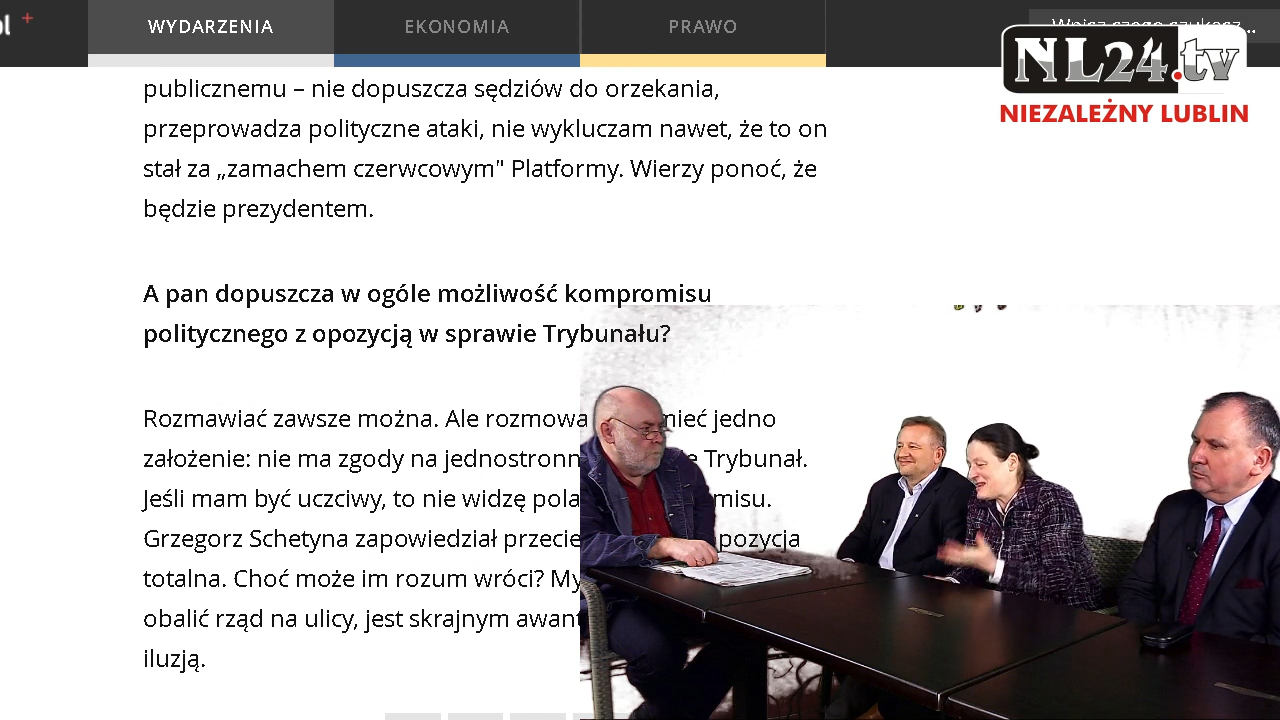 WYDARZENIA
EKONOMIA
PRAWO
NL24.tv
NIEZALEŻNY LUBLIN
publicznemu – nie dopuszcza sędziów do orzekania,
przeprowadza polityczne ataki, nie wykluczam nawet, że to on
stał za „zamachem czerwcowym" Platformy. Wierzy ponoć, że
będzie prezydentem.
A pan dopuszcza w ogóle możliwość kompromisu
politycznego z opozycją w sprawie Trybunału?
Rozmawiać zawsze można. Ale rozmowa mieć jedno
założenie: nie ma zgody na jednostronn Trybunał.
Jeśli mam być uczciwy, to nie widzę pola
Grzegorz Schetyna zapowiedział przecie pozycja
totalna. Choć może im rozum wróci? My
obalić rząd na ulicy, jest skrajnym awant
iluzją.